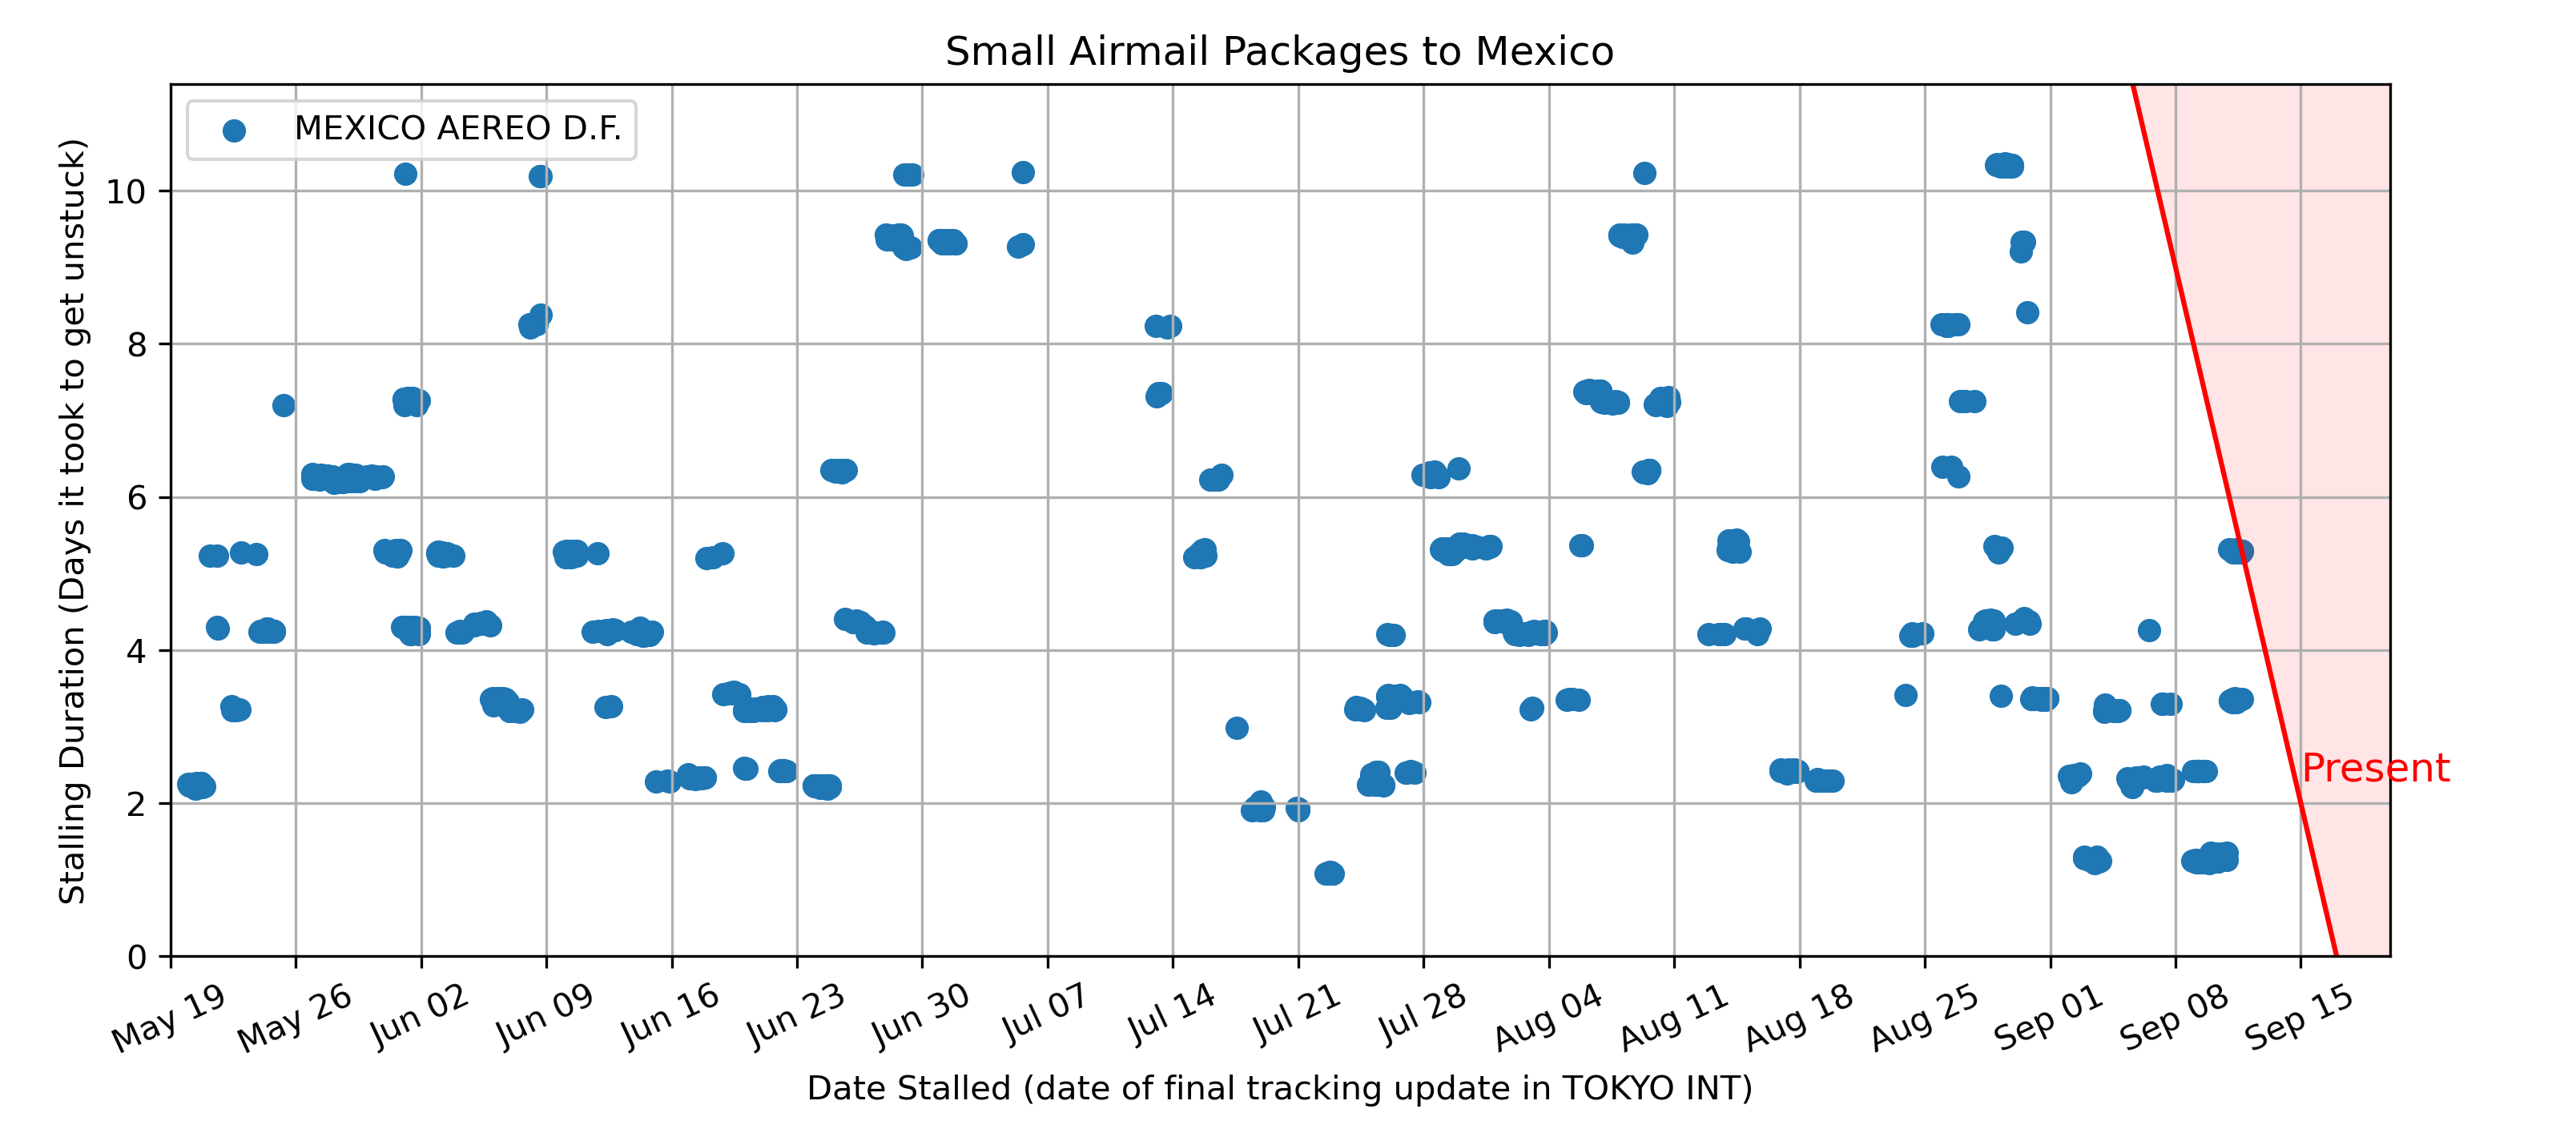 Small Airmail Packages to Mexico
MEXICO AEREO D.F.
Stalling Duration (Days it took to get unstuck)
10
8
6
4
2
0
Present
May 19
May 26
Jun 02
Jun 09
Jun 16
Jun 23
Jun 30
Jul 07
Jul 14
Jul 21
Jul 28
Aug 04
Aug 11
Aug 18
Aug 25
Sep 01
Sep 08
Sep 15
Date Stalled (date of final tracking update in TOKYO INT)